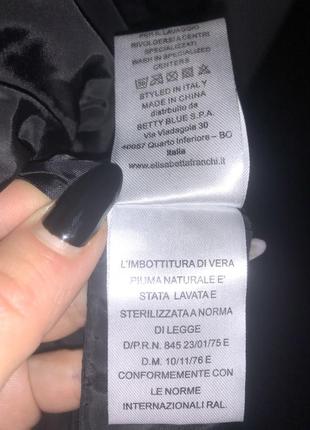 PER IL LAVAGGIO
RIVOLGERSI A CENTRI
SPECIALIZZATI
WASH IN SPECIALIZED
CENTERS
STYLED IN ITALY
MADE IN CHINA
distribuito da
BETTY BLUE S.P.A.
Via Viadagole 30
40057 Quarto Inferiore - BO
Italia
www.elisabettafranchi.it
L'IMBOTTITURA DI VERA
PIUMA NATURALE E'
STATA LAVATA E
STERILIZZATA A NORMA
DI LEGGE
D/P.R.N. 845 23/01/75 E
D.M. 10/11/76 E
CONFORMEMENTE CON
LE NORME
INTERNAZIONALI RAL.